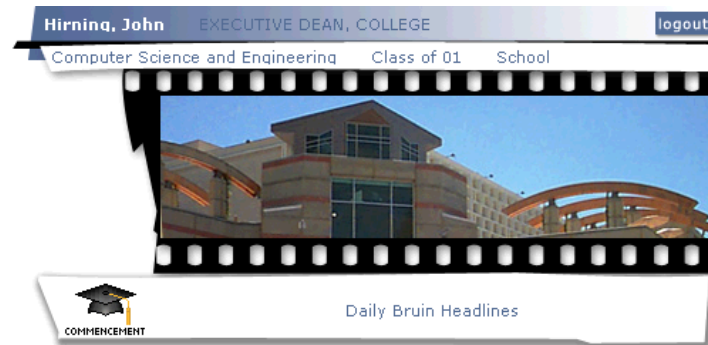 Hirning, John EXECUTIVE DEAN, COLLEGE logout
Computer Science and Engineering Class of 01 School
Daily Bruin Headlines
COMMENCEMENT